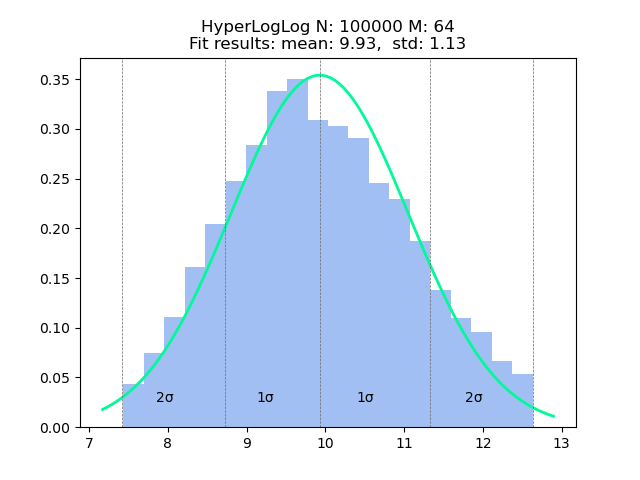 HyperLogLog N: 100000 M: 64
Fit results: mean: 9.93,  std: 1.13
0.35
0.30
0.25
0.20
0.15
0.10
0.05
0.00
2σ 1σ 1σ 2σ
7 8 9 10 11 12 13